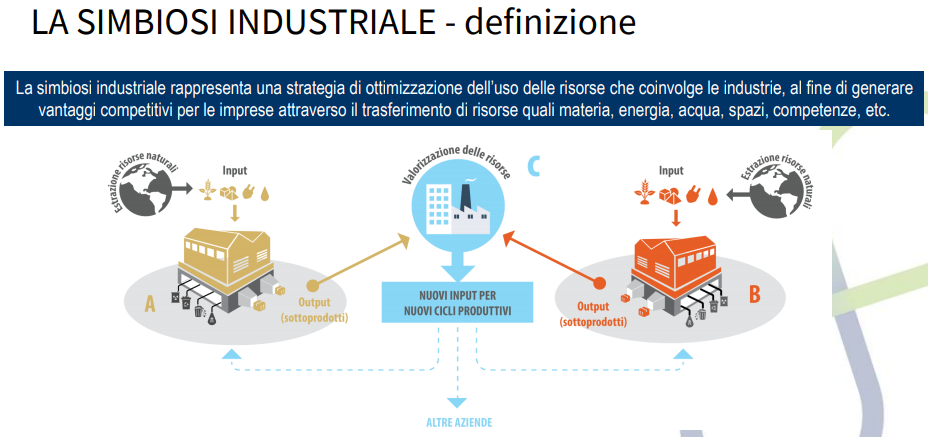 LA SIMBIOSI INDUSTRIALE - definizione
La simbiosi industriale rappresenta una strategia di ottimizzazione dell'uso delle risorse che coinvolge le industrie, al fine di generare
vantaggi competitivi per le imprese attraverso il trasferimento di risorse quali materia, energia, acqua, spazi, competenze, etc.
Estrazione risorse naturali
Input
Valorizzazione delle risorse
C
Input
Estrazione risorse naturali
A
Output
(sottoprodotti)
NUOVI INPUT PER
NUOVI CICLI PRODUTTIVI
Output
(sottoprodotti)
B
ALTRE AZIENDE